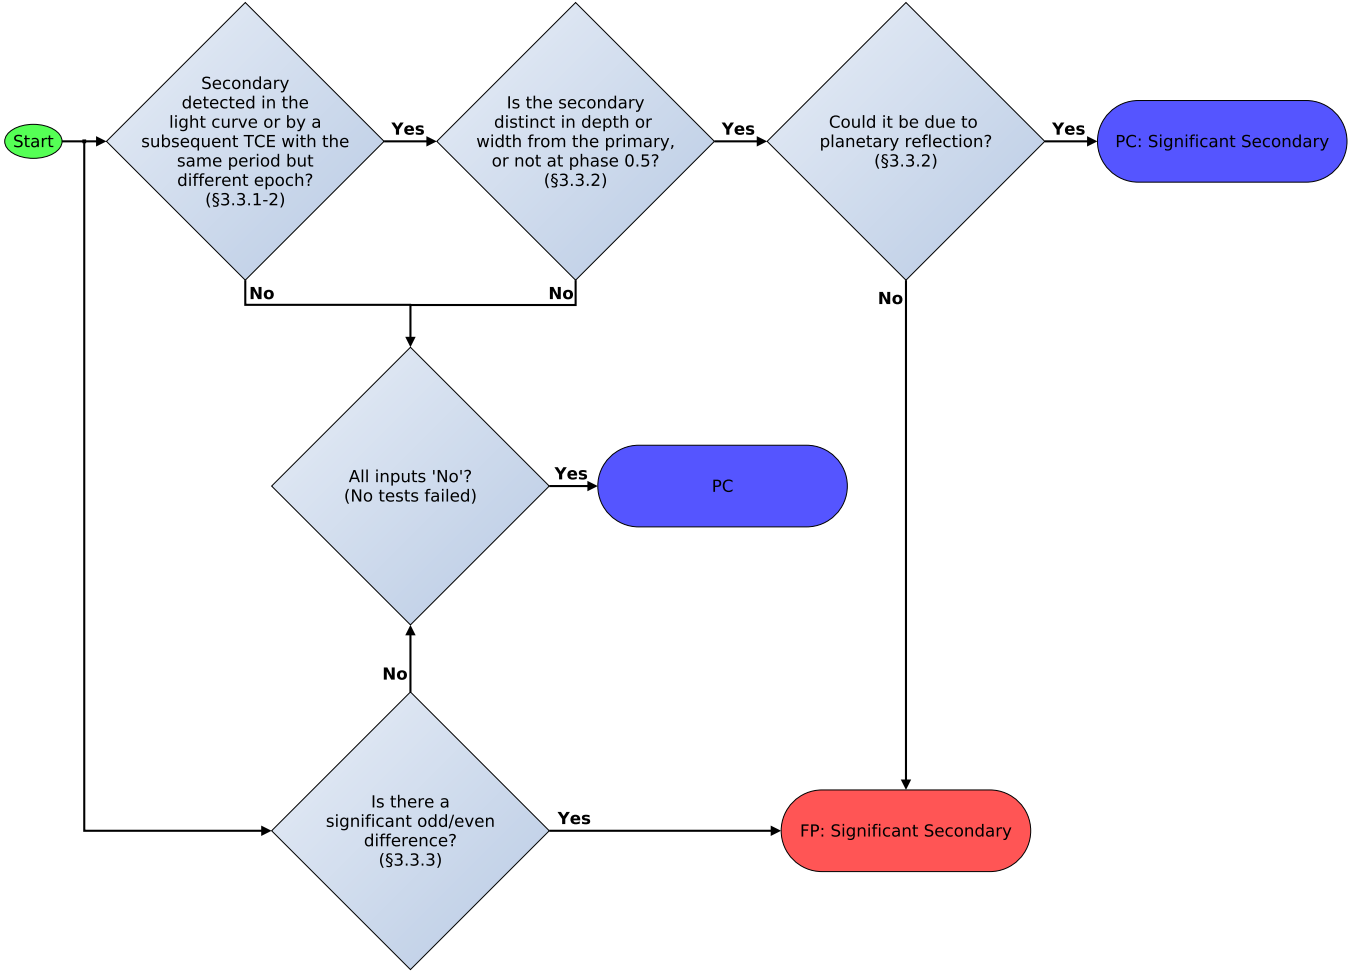 Start
Secondary
detected in the
light curve or by a
subsequent TCE with the
same period but
different epoch?
(§3.3.1-2)
Yes
Is the secondary
distinct in depth or
width from the primary,
or not at phase 0.5?
(§3.3.2)
Yes
Could it be due to
planetary reflection?
(§3.3.2)
Yes
PC: Significant Secondary
No
No
No
All inputs 'No'?
(No tests failed)
Yes
PC
No
Is there a
significant odd/even
difference?
(§3.3.3)
Yes
FP: Significant Secondary